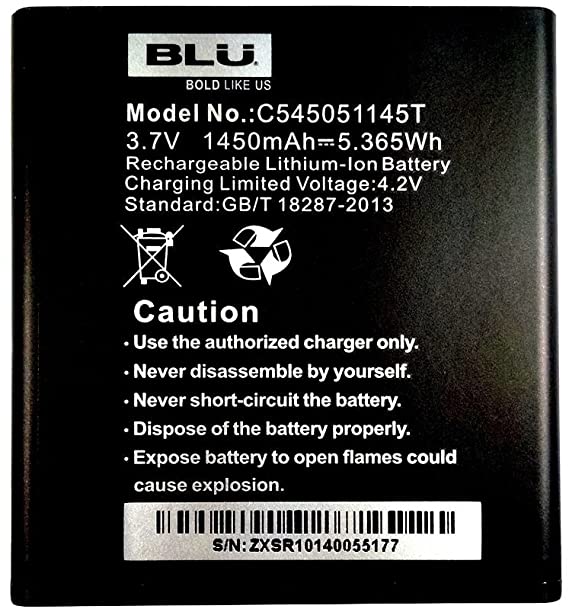 BLU.
BOLD LIKE US
Model No.:C545051145T
3.7V 1450mAh⎓5.365Wh
Rechargeable Lithium-Ion Battery
Charging Limited Voltage:4.2V
Standard:GB/T 18287-2013
Caution
· Use the authorized charger only.
· Never disassemble by yourself.
· Never short-circuit the battery.
· Dispose of the battery properly.
· Expose battery to open flames could
cause explosion.
S/N: ZXSR10140055177